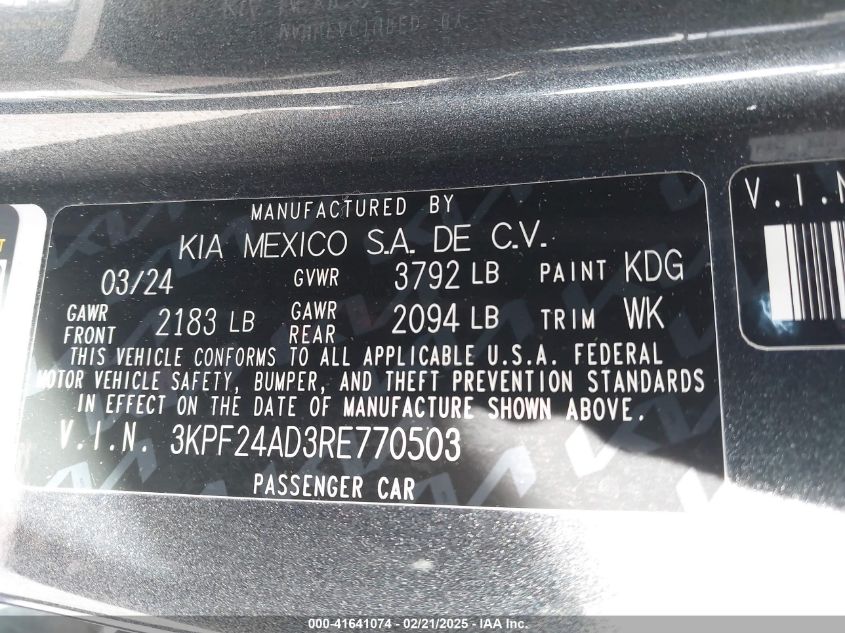 MANUFACTURED BY
KIA MEXICO S.A. DE C.V.
03/24 GVWR 3792 LB PAINT KDG
GAWR FRONT 2183 LB GAWR REAR 2094 LB TRIM WK
THIS VEHICLE CONFORMS TO ALL APPLICABLE U.S.A. FEDERAL
MOTOR VEHICLE SAFETY, BUMPER, AND THEFT PREVENTION STANDARDS
IN EFFECT ON THE DATE OF MANUFACTURE SHOWN ABOVE.
V.I.N. 3KPF24AD3RE770503
PASSENGER CAR
V.I.N
000-41641074 - 02/21/2025 - IAA Inc.